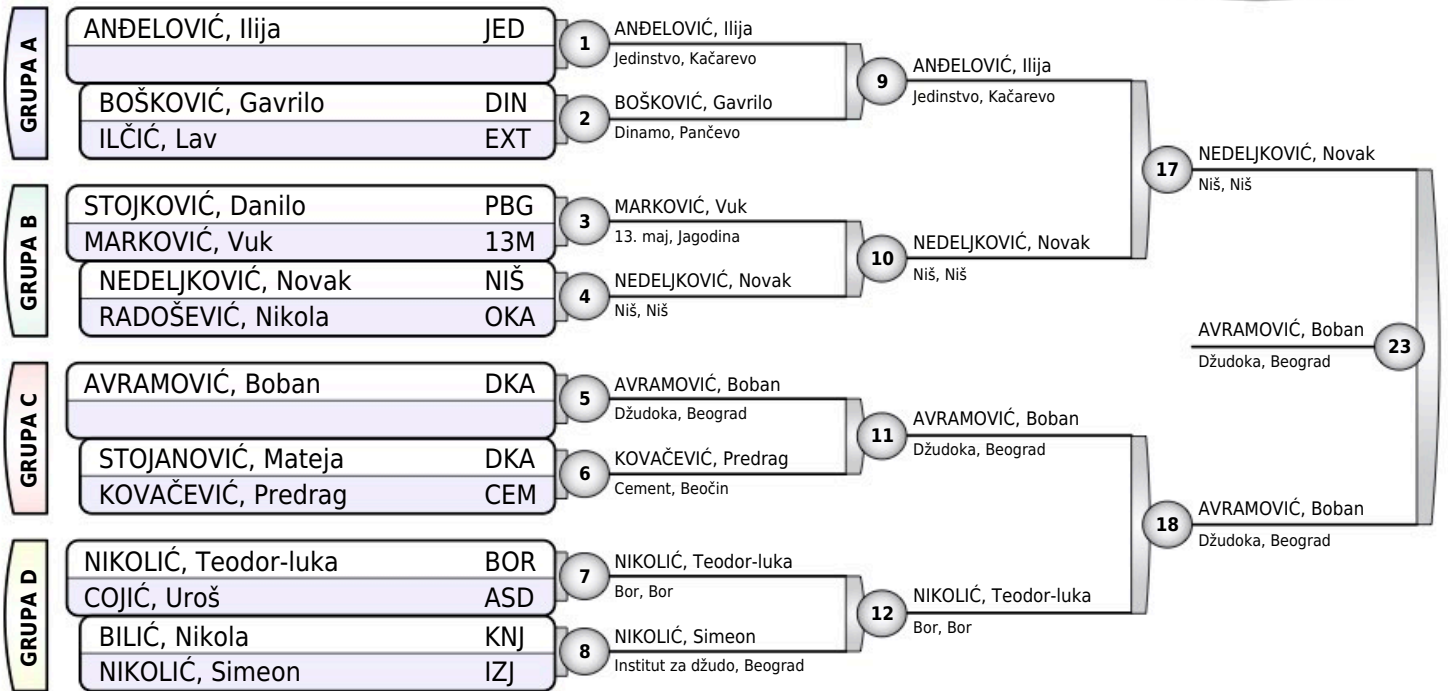 GRUPA A
ANĐELOVIĆ, Ilija JED
BOŠKOVIĆ, Gavrilo DIN
ILČIĆ, Lav EXT
GRUPA B
STOJKOVIĆ, Danilo PBG
MARKOVIĆ, Vuk 13M
NEDELJKOVIĆ, Novak NIŠ
RADOŠEVIĆ, Nikola OKA
GRUPA C
AVRAMOVIĆ, Boban DKA
STOJANOVIĆ, Mateja DKA
KOVAČEVIĆ, Predrag CEM
GRUPA D
NIKOLIĆ, Teodor-luka BOR
COJIĆ, Uroš ASD
BILIĆ, Nikola KNJ
NIKOLIĆ, Simeon IZJ
1
ANĐELOVIĆ, Ilija
Jedinstvo, Kačarevo
2
BOŠKOVIĆ, Gavrilo
Dinamo, Pančevo
3
MARKOVIĆ, Vuk
13. maj, Jagodina
4
NEDELJKOVIĆ, Novak
Niš, Niš
5
AVRAMOVIĆ, Boban
Džudoka, Beograd
6
KOVAČEVIĆ, Predrag
Cement, Beočin
7
NIKOLIĆ, Teodor-luka
Bor, Bor
8
NIKOLIĆ, Simeon
Institut za džudo, Beograd
9
ANĐELOVIĆ, Ilija
Jedinstvo, Kačarevo
10
NEDELJKOVIĆ, Novak
Niš, Niš
11
AVRAMOVIĆ, Boban
Džudoka, Beograd
12
NIKOLIĆ, Teodor-luka
Bor, Bor
17
NEDELJKOVIĆ, Novak
Niš, Niš
18
AVRAMOVIĆ, Boban
Džudoka, Beograd
AVRAMOVIĆ, Boban
Džudoka, Beograd
23